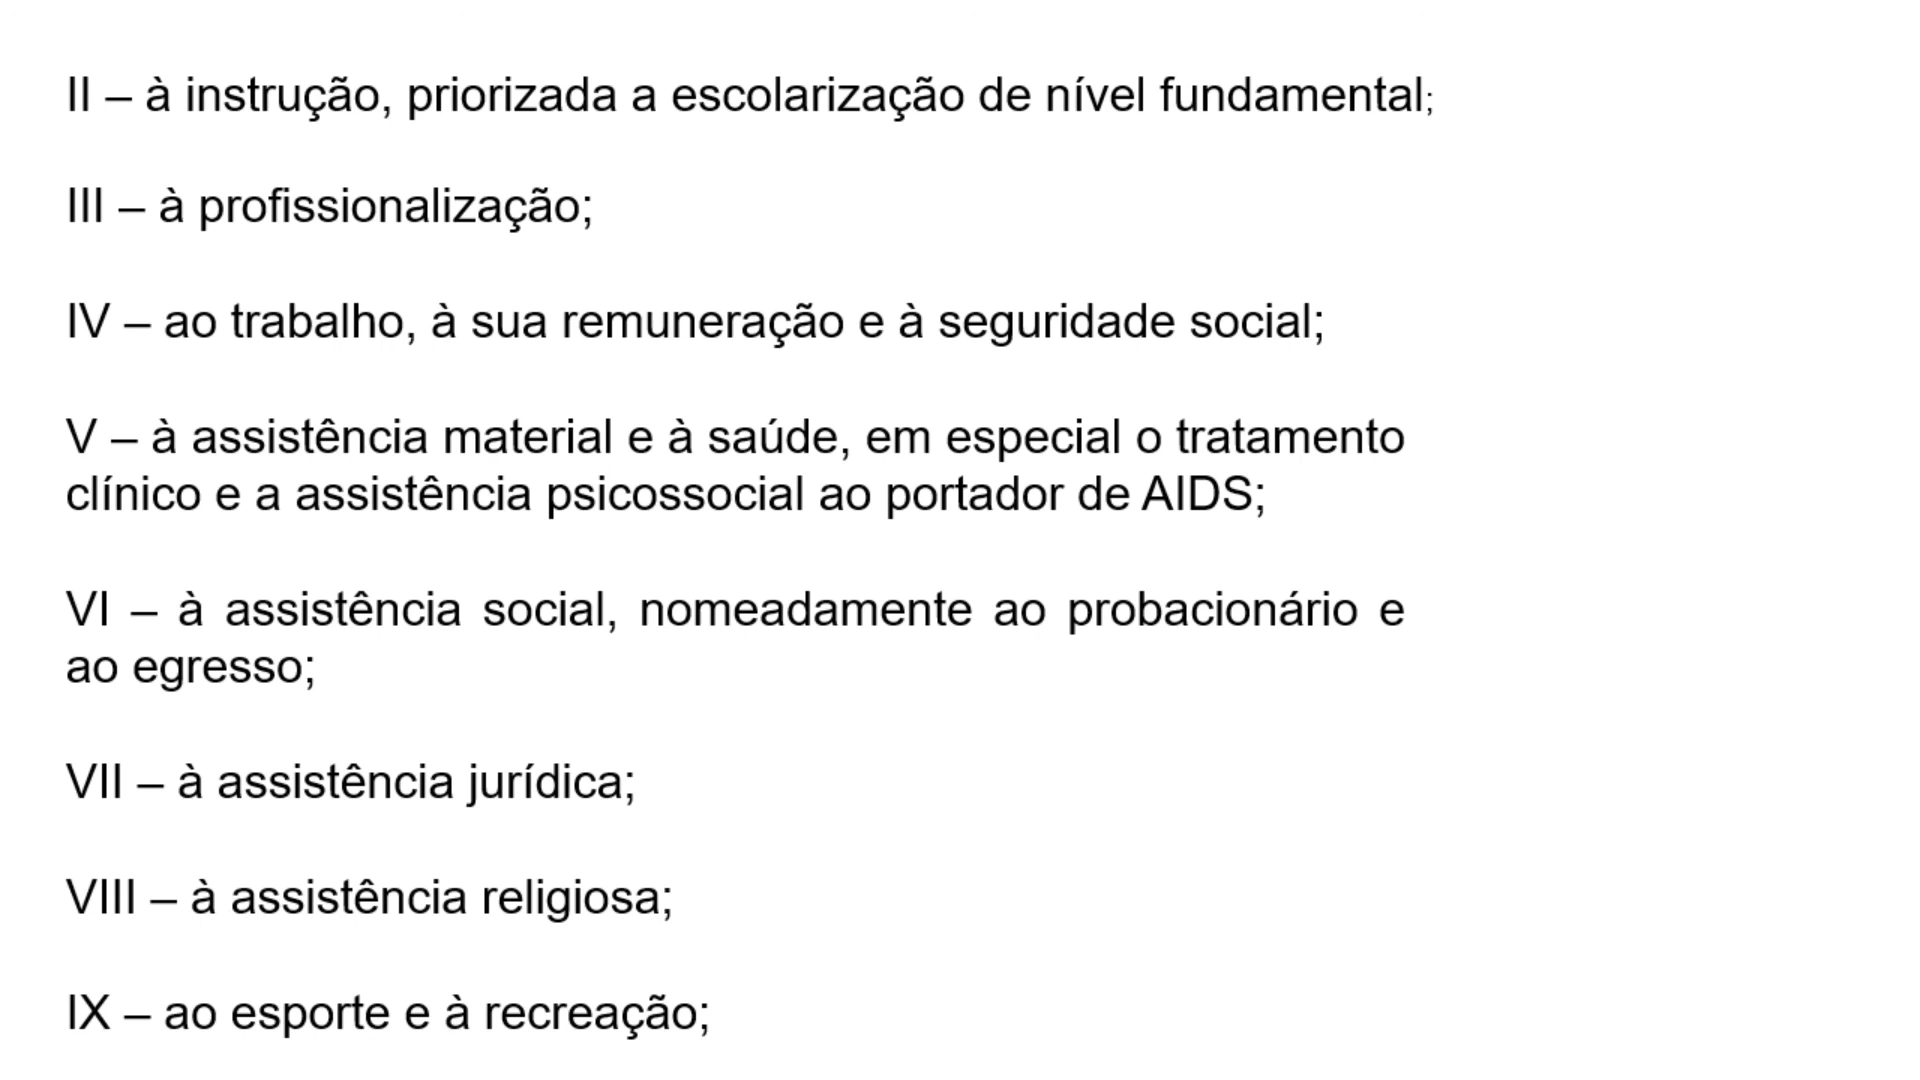 II – à instrução, priorizada a escolarização de nível fundamental;
III – à profissionalização;
IV – ao trabalho, à sua remuneração e à seguridade social;
V – à assistência material e à saúde, em especial o tratamento
clínico e a assistência psicossocial ao portador de AIDS;
VI – à assistência social, nomeadamente ao probacionário e
ao egresso;
VII – à assistência jurídica;
VIII – à assistência religiosa;
IX – ao esporte e à recreação;